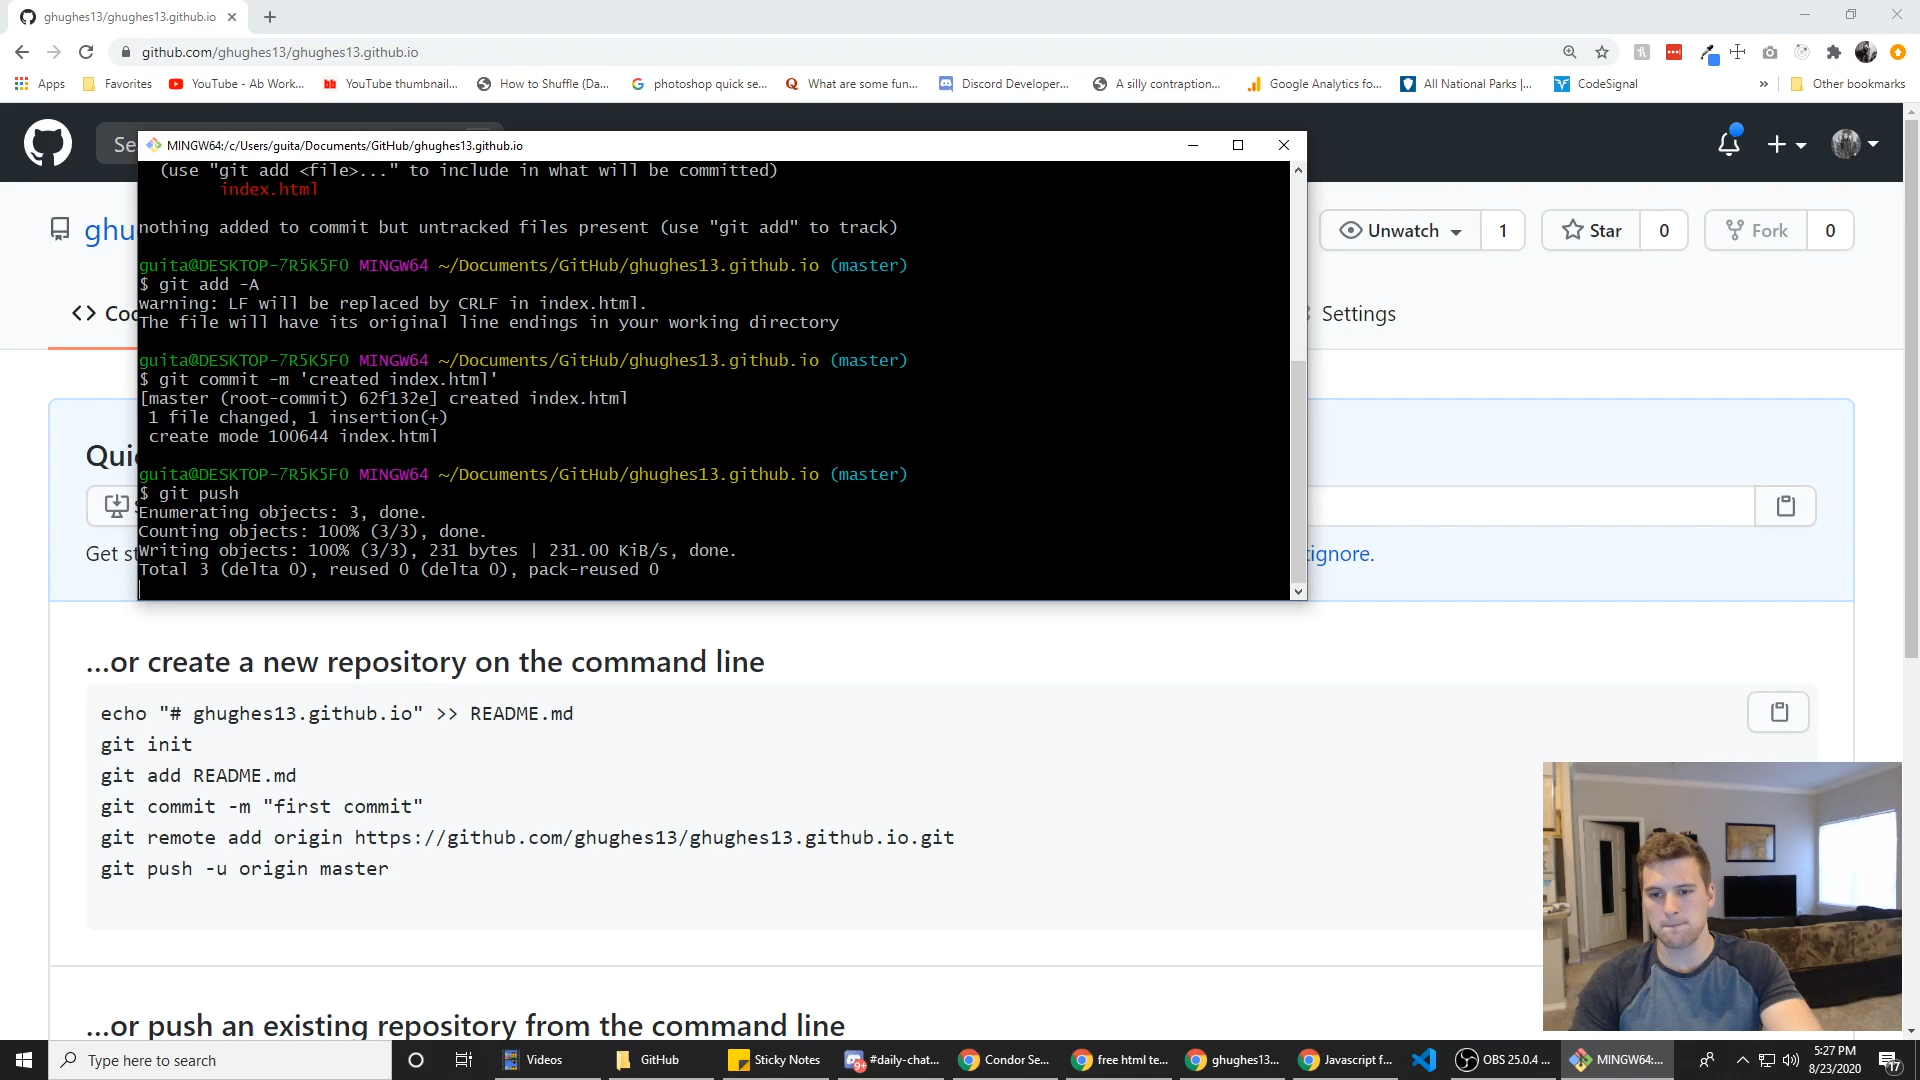 ghughes13/ghughes13.github.io
github.com/ghughes13/ghughes13.github.io
Apps
Favorites
YouTube - Ab Work...
YouTube thumbnail...
How to Shuffle (Da...
photoshop quick se...
What are some fun...
Discord Developer...
A silly contraption...
Google Analytics fo...
All National Parks |...
CodeSignal
»
Other bookmarks
Se
MINGW64:/c/Users/guita/Documents/GitHub/ghughes13.github.io
(use "git add <file>..." to include in what will be committed)
index.html
nothing added to commit but untracked files present (use "git add" to track)
guita@DESKTOP-7R5K5FO MINGW64 ~/Documents/GitHub/ghughes13.github.io (master)
$ git add -A
warning: LF will be replaced by CRLF in index.html.
The file will have its original line endings in your working directory
guita@DESKTOP-7R5K5FO MINGW64 ~/Documents/GitHub/ghughes13.github.io (master)
$ git commit -m 'created index.html'
[master (root-commit) 62f132e] created index.html
1 file changed, 1 insertion(+)
create mode 100644 index.html
guita@DESKTOP-7R5K5FO MINGW64 ~/Documents/GitHub/ghughes13.github.io (master)
$ git push
Enumerating objects: 3, done.
Counting objects: 100% (3/3), done.
Writing objects: 100% (3/3), 231 bytes | 231.00 KiB/s, done.
Total 3 (delta 0), reused 0 (delta 0), pack-reused 0
ghu
Unwatch 1
Star 0
Fork 0
Cod
Settings
Quic
Get st
tignore.
...or create a new repository on the command line
echo "# ghughes13.github.io" >> README.md
git init
git add README.md
git commit -m "first commit"
git remote add origin https://github.com/ghughes13/ghughes13.github.io.git
git push -u origin master
...or push an existing repository from the command line
Type here to search
Videos
GitHub
Sticky Notes
9+
#daily-chat...
Condor Se...
free html te...
ghughes13...
Javascript f...
OBS 25.0.4 ...
MINGW64:...
5:27 PM
8/23/2020
17